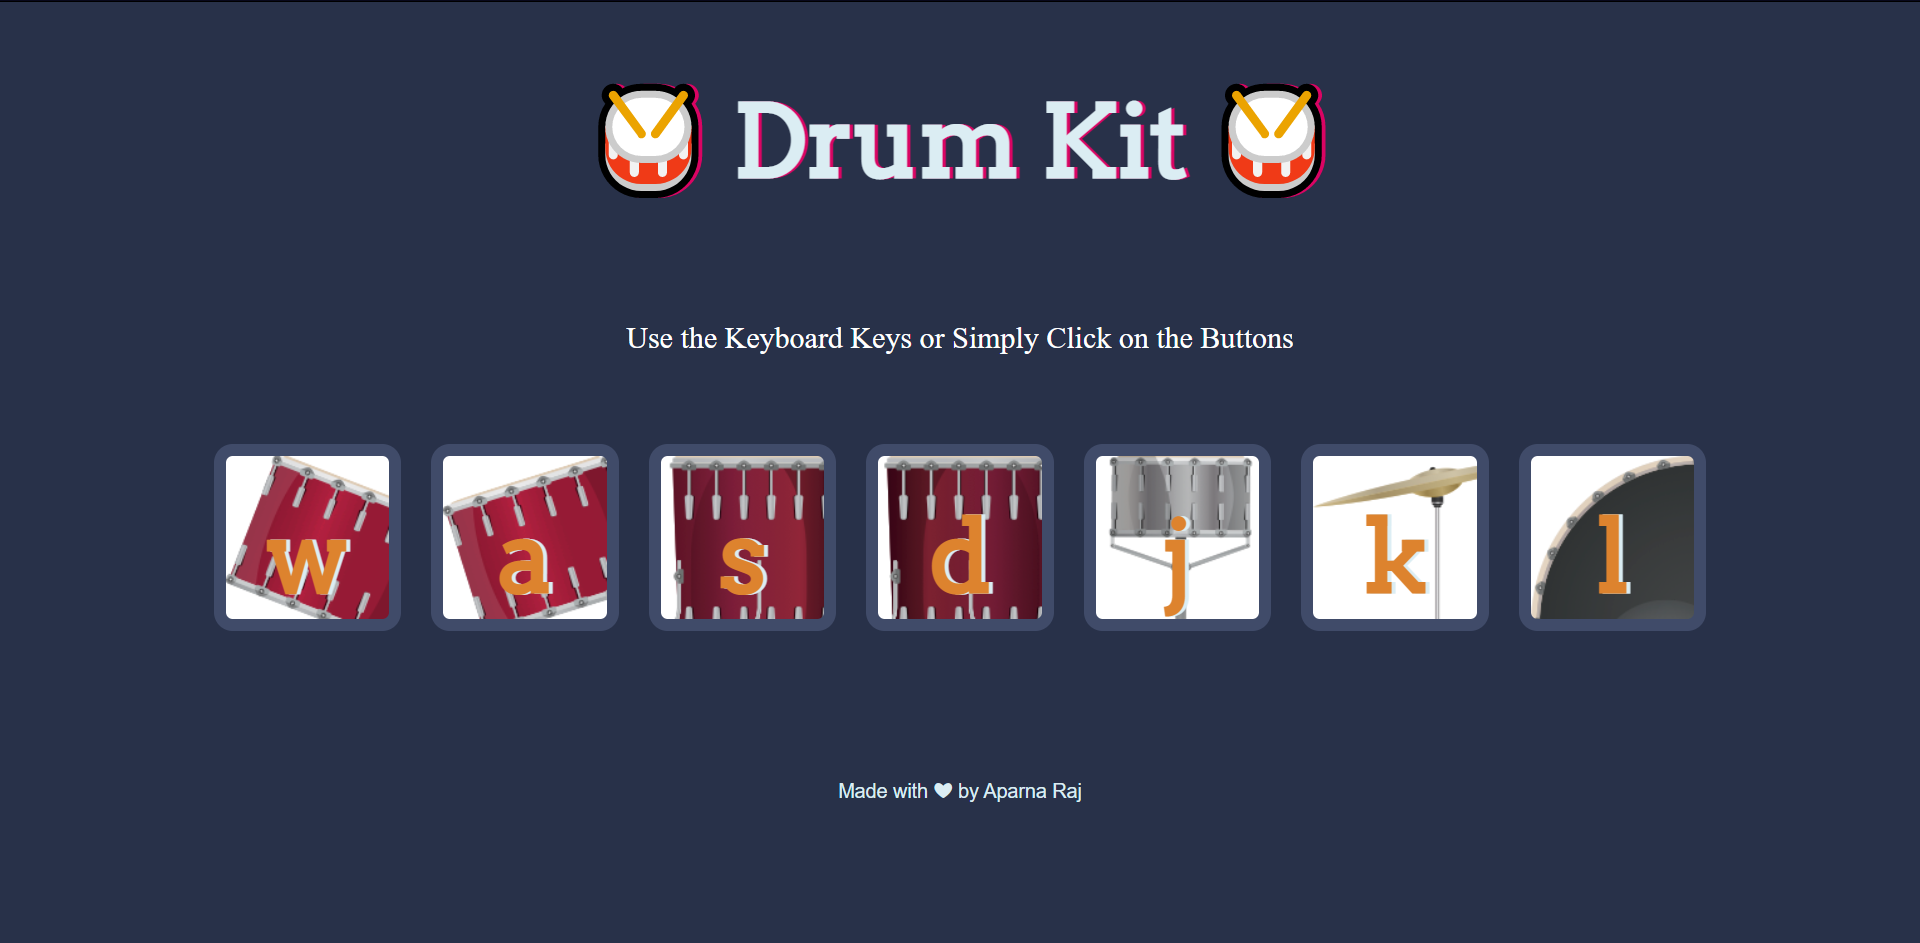 🥁 Drum Kit 🥁
Use the Keyboard Keys or Simply Click on the Buttons
w a s d j k l
Made with ♥ by Aparna Raj